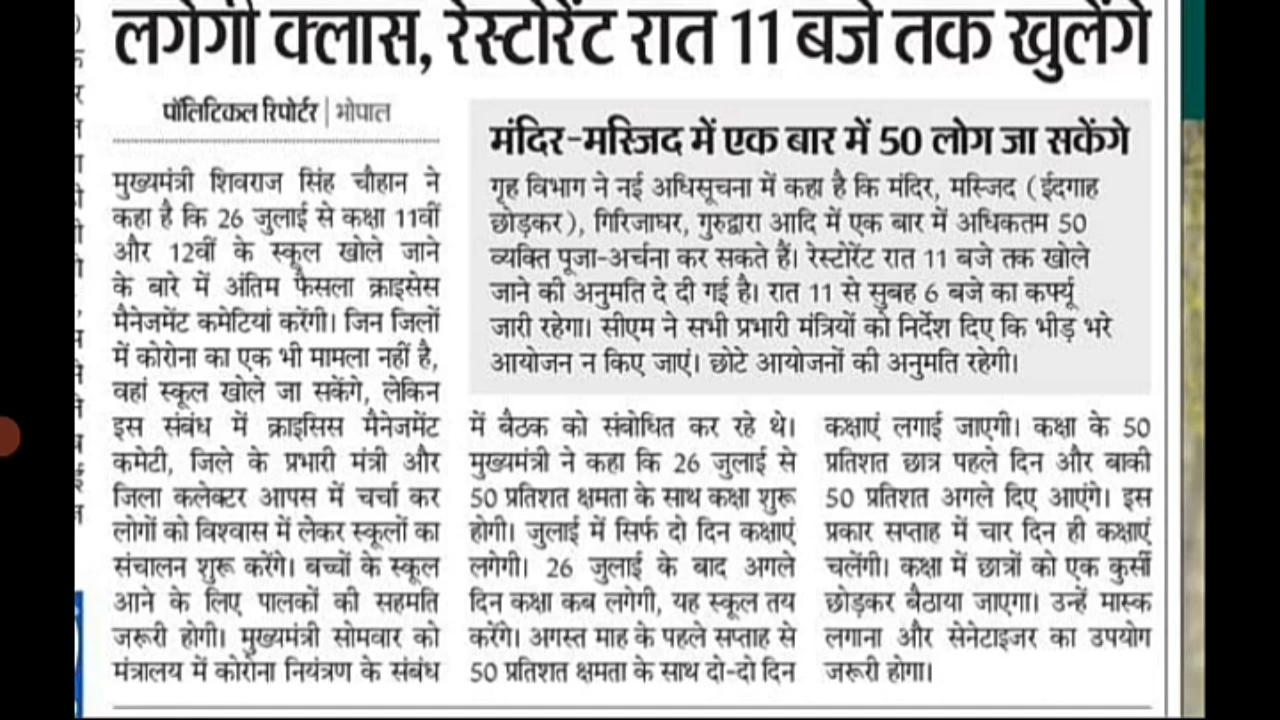 लगेगी क्लास, रेस्टोरेंट रात 11 बजे तक खुलेंगे
पॉलिटिकल रिपोर्टर | भोपाल
मुख्यमंत्री शिवराज सिंह चौहान ने
कहा है कि 26 जुलाई से कक्षा 11वीं
और 12वीं के स्कूल खोले जाने
के बारे में अंतिम फैसला क्राइसेस
मैनेजमेंट कमेटियां करेंगी। जिन जिलों
में कोरोना का एक भी मामला नहीं है,
वहां स्कूल खोले जा सकेंगे, लेकिन
इस संबंध में क्राइसिस मैनेजमेंट
कमेटी, जिले के प्रभारी मंत्री और
जिला कलेक्टर आपस में चर्चा कर
लोगों को विश्वास में लेकर स्कूलों का
संचालन शुरू करेंगे। बच्चों के स्कूल
आने के लिए पालकों की सहमति
जरूरी होगी। मुख्यमंत्री सोमवार को
मंत्रालय में कोरोना नियंत्रण के संबंध
मंदिर-मस्जिद में एक बार में 50 लोग जा सकेंगे
गृह विभाग ने नई अधिसूचना में कहा है कि मंदिर, मस्जिद (ईदगाह
छोड़कर), गिरिजाघर, गुरुद्वारा आदि में एक बार में अधिकतम 50
व्यक्ति पूजा-अर्चना कर सकते हैं। रेस्टोरेंट रात 11 बजे तक खोले
जाने की अनुमति दे दी गई है। रात 11 से सुबह 6 बजे का कर्फ्यू
जारी रहेगा। सीएम ने सभी प्रभारी मंत्रियों को निर्देश दिए कि भीड़ भरे
आयोजन न किए जाएं। छोटे आयोजनों की अनुमति रहेगी।
में बैठक को संबोधित कर रहे थे।
मुख्यमंत्री ने कहा कि 26 जुलाई से
50 प्रतिशत क्षमता के साथ कक्षा शुरू
होगी। जुलाई में सिर्फ दो दिन कक्षाएं
लगेगी। 26 जुलाई के बाद अगले
दिन कक्षा कब लगेगी, यह स्कूल तय
करेंगे। अगस्त माह के पहले सप्ताह से
50 प्रतिशत क्षमता के साथ दो-दो दिन
कक्षाएं लगाई जाएगी। कक्षा के 50
प्रतिशत छात्र पहले दिन और बाकी
50 प्रतिशत अगले दिए आएंगे। इस
प्रकार सप्ताह में चार दिन ही कक्षाएं
चलेंगी। कक्षा में छात्रों को एक कुर्सी
छोड़कर बैठाया जाएगा। उन्हें मास्क
लगाना और सेनेटाइजर का उपयोग
जरूरी होगा।